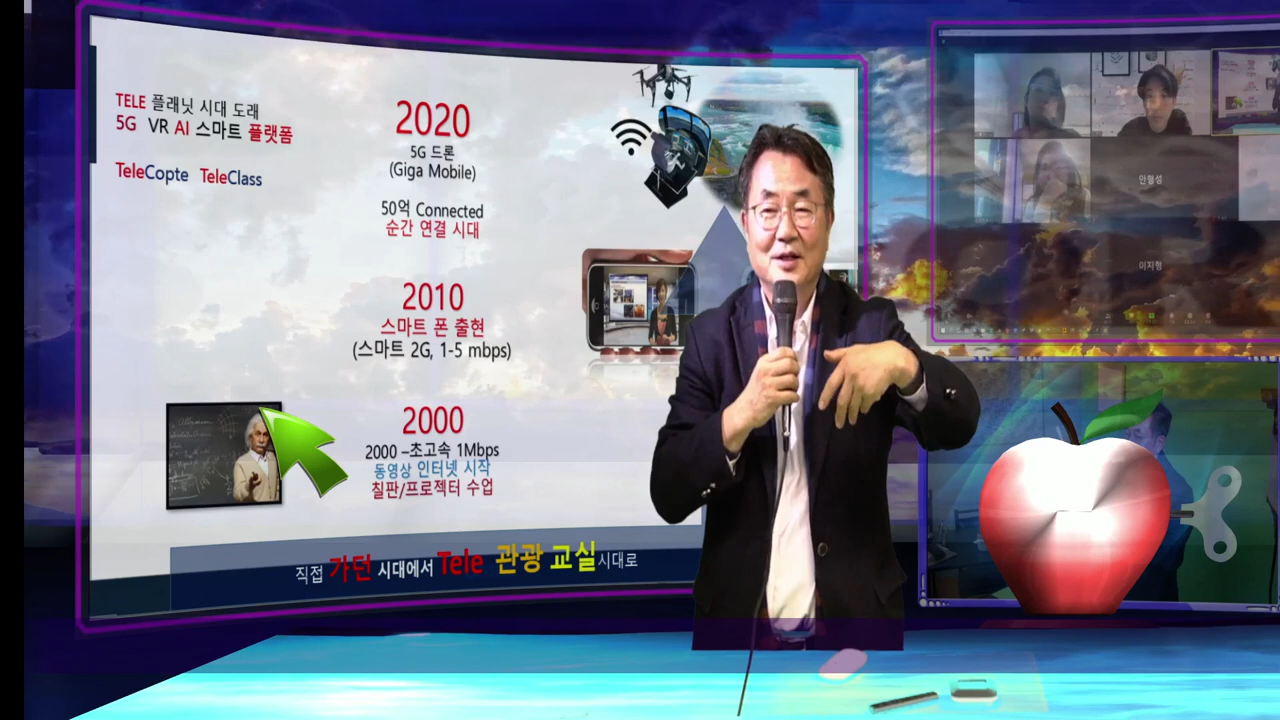 TELE 플래닛 시대 도래
5G VR AI 스마트 플랫폼
TeleCopte TeleClass
2020
5G 드론
(Giga Mobile)
50억 Connected
순간 연결 시대
2010
스마트 폰 출현
(스마트 2G, 1-5 mbps)
2000
2000 –초고속 1Mbps
동영상 인터넷 시작
칠판/프로젝터 수업
직접 가던 시대에서 Tele 관광 교실시대로
안형성
이지형